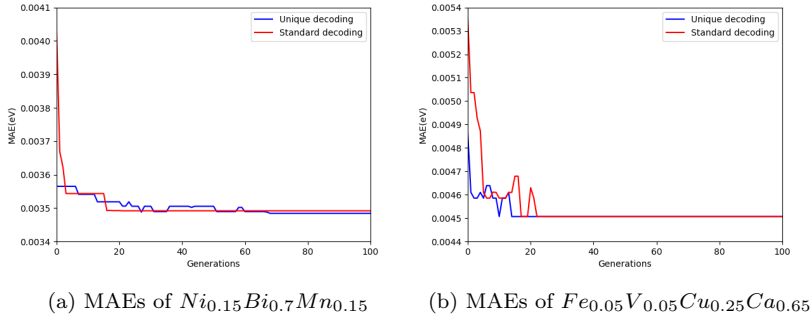 0.0041
0.0040
0.0039
0.0038
0.0037
0.0036
0.0035
0.0034
MAE(eV)
0 20 40 60 80 100
Generations
Unique decoding
Standard decoding
(a) MAEs of Ni0.15Bi0.7Mn0.15
0.0054
0.0053
0.0052
0.0051
0.0050
0.0049
0.0048
0.0047
0.0046
0.0045
0.0044
MAE(eV)
0 20 40 60 80 100
Generations
Unique decoding
Standard decoding
(b) MAEs of Fe0.05V0.05Cu0.25Ca0.65